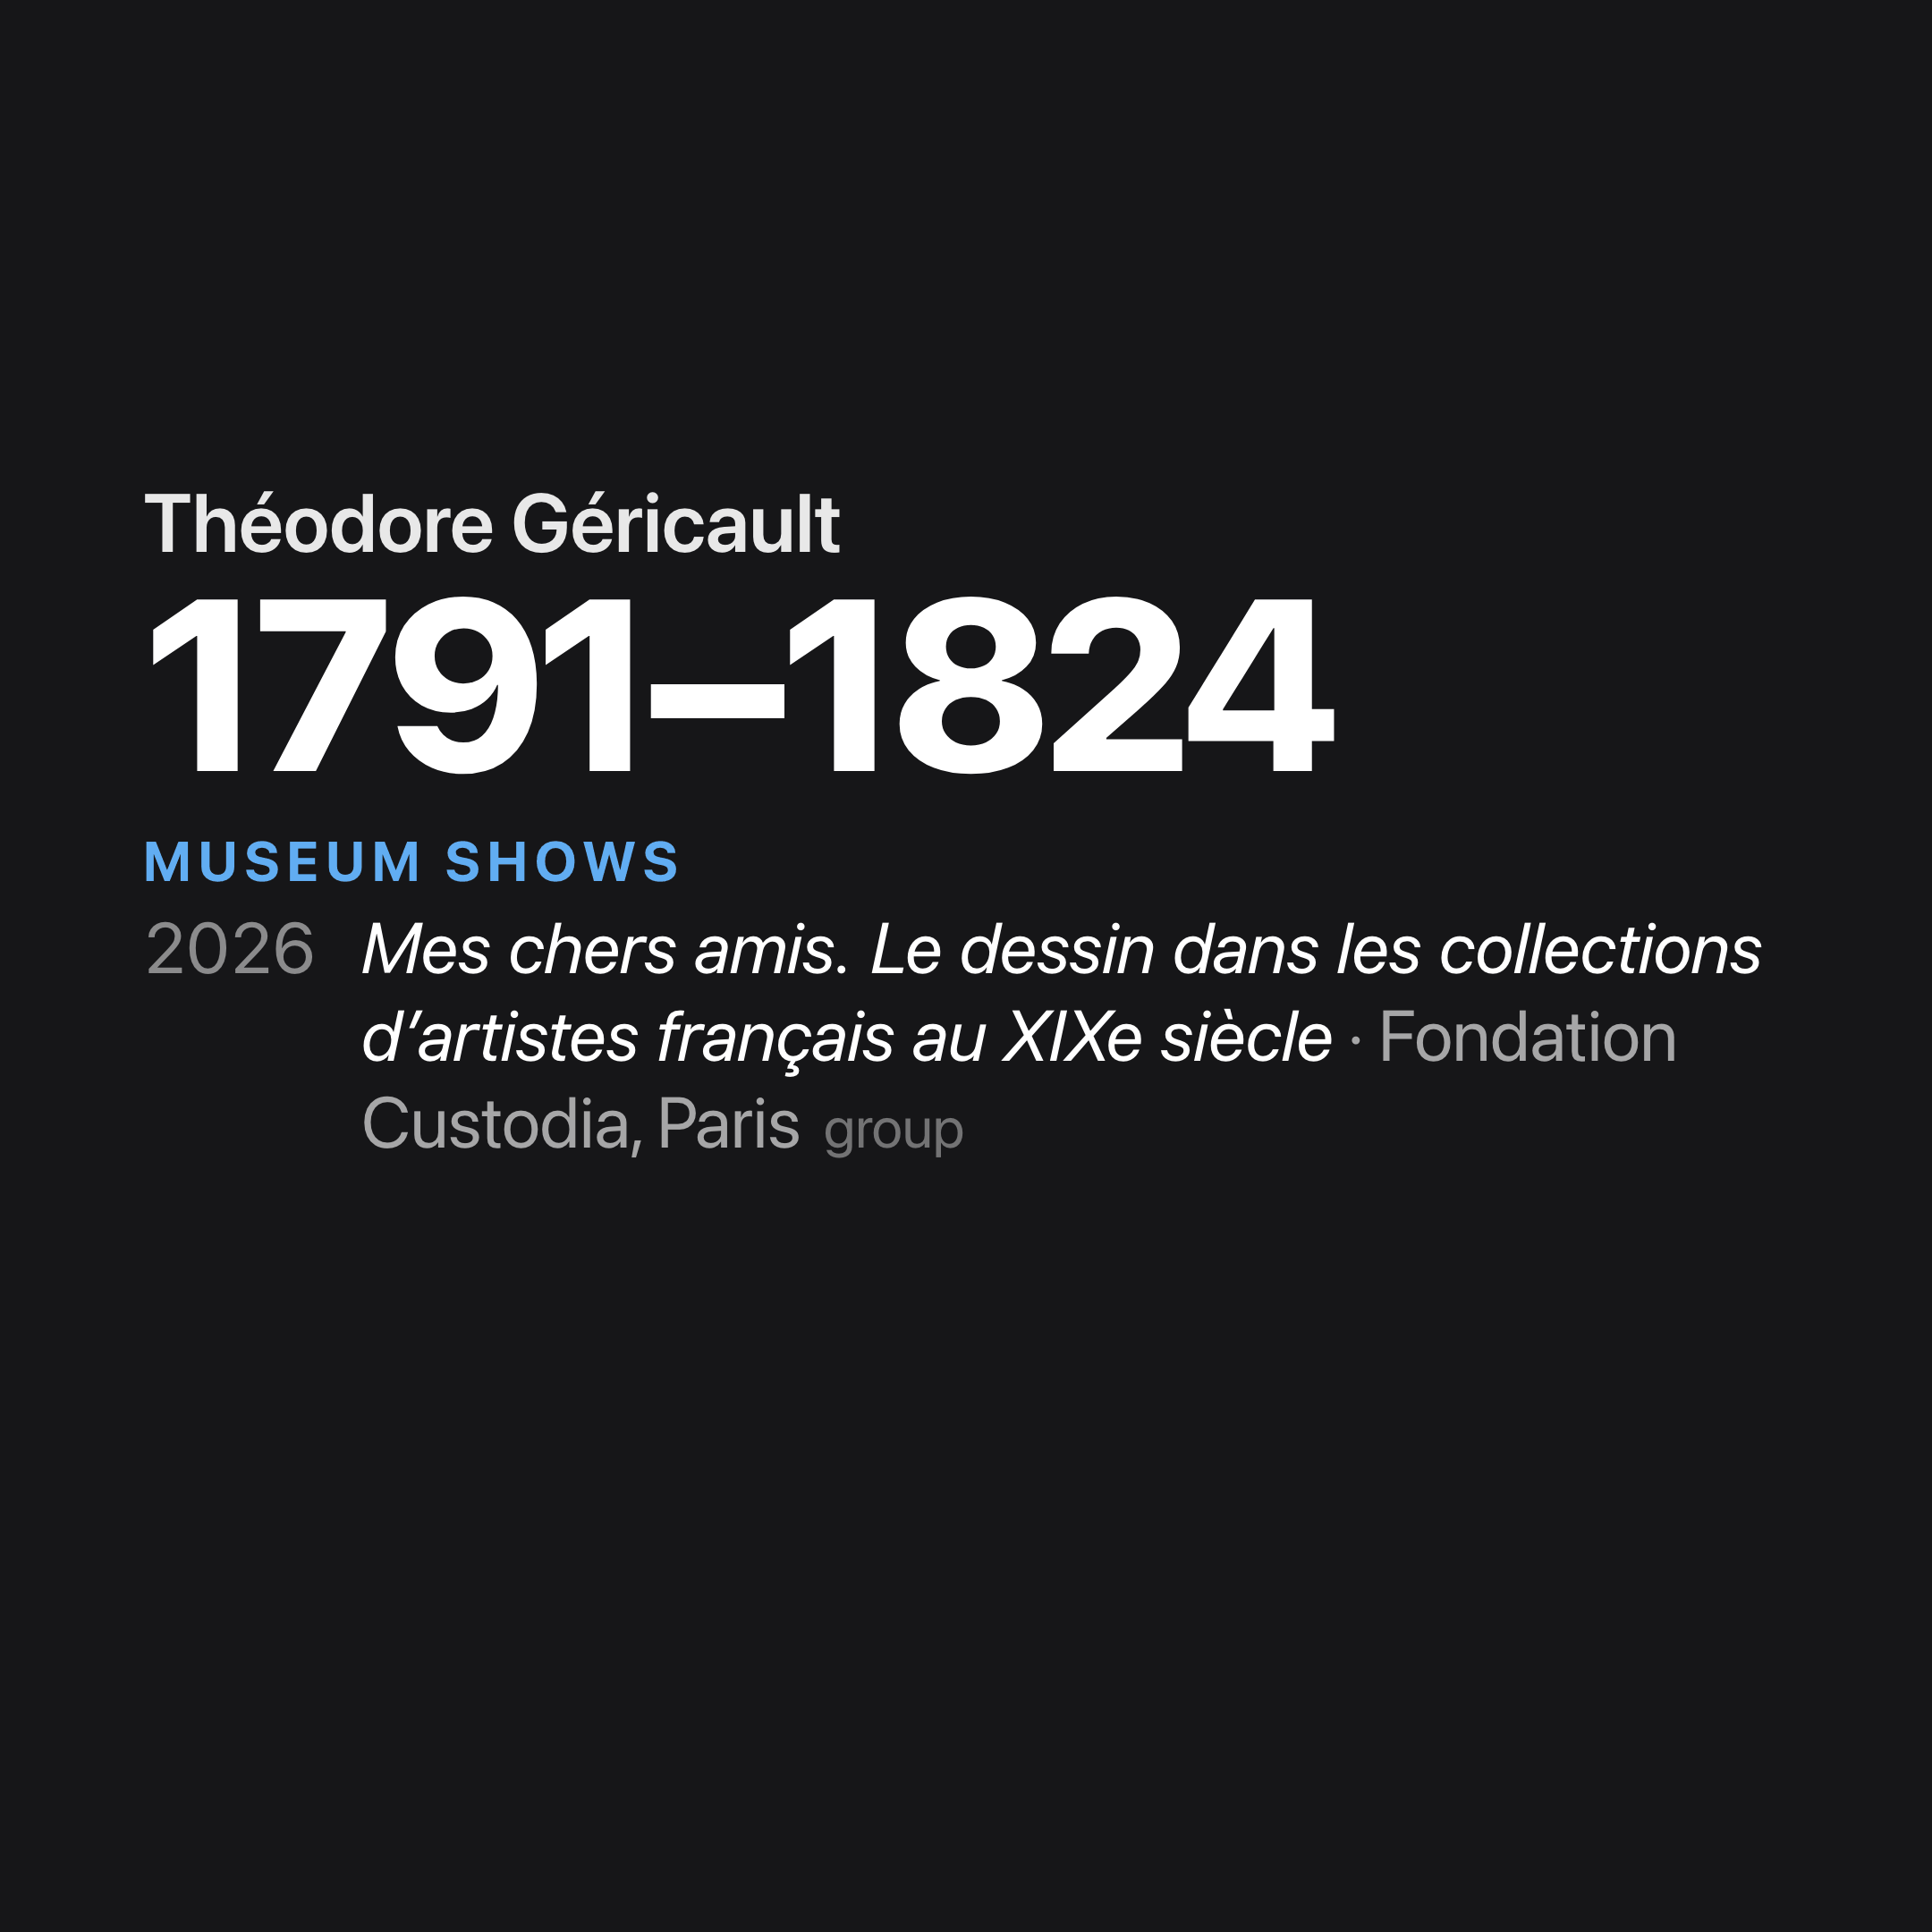 Théodore Géricault
1791–1824
MUSEUM SHOWS
2026 Mes chers amis. Le dessin dans les collections
d’artistes français au XIXe siècle · Fondation
Custodia, Paris group